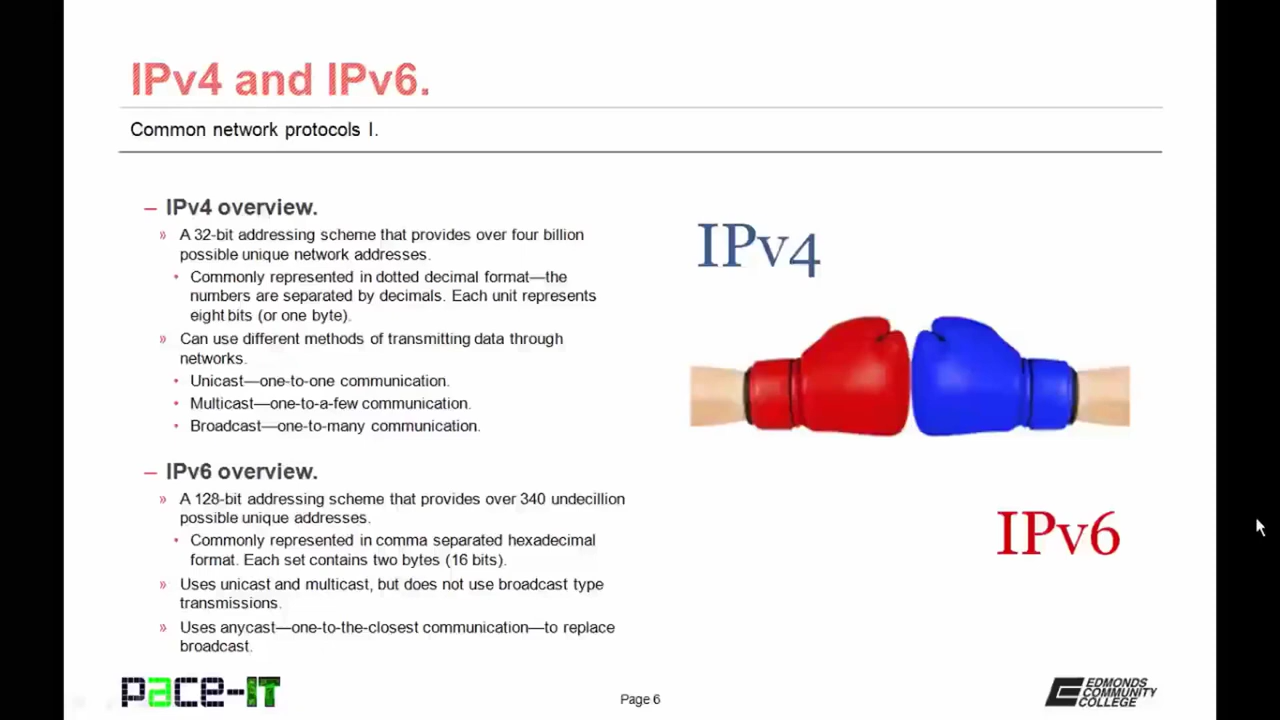 IPv4 and IPv6.
Common network protocols I.
– IPv4 overview.
» A 32-bit addressing scheme that provides over four billion
possible unique network addresses.
• Commonly represented in dotted decimal format—the
numbers are separated by decimals. Each unit represents
eight bits (or one byte).
» Can use different methods of transmitting data through
networks.
• Unicast—one-to-one communication.
• Multicast—one-to-a-few communication.
• Broadcast—one-to-many communication.
– IPv6 overview.
» A 128-bit addressing scheme that provides over 340 undecillion
possible unique addresses.
• Commonly represented in comma separated hexadecimal
format. Each set contains two bytes (16 bits).
» Uses unicast and multicast, but does not use broadcast type
transmissions.
» Uses anycast—one-to-the-closest communication—to replace
broadcast.
IPv4
IPv6
pace-IT
Page 6
EDMONDS
COMMUNITY
COLLEGE